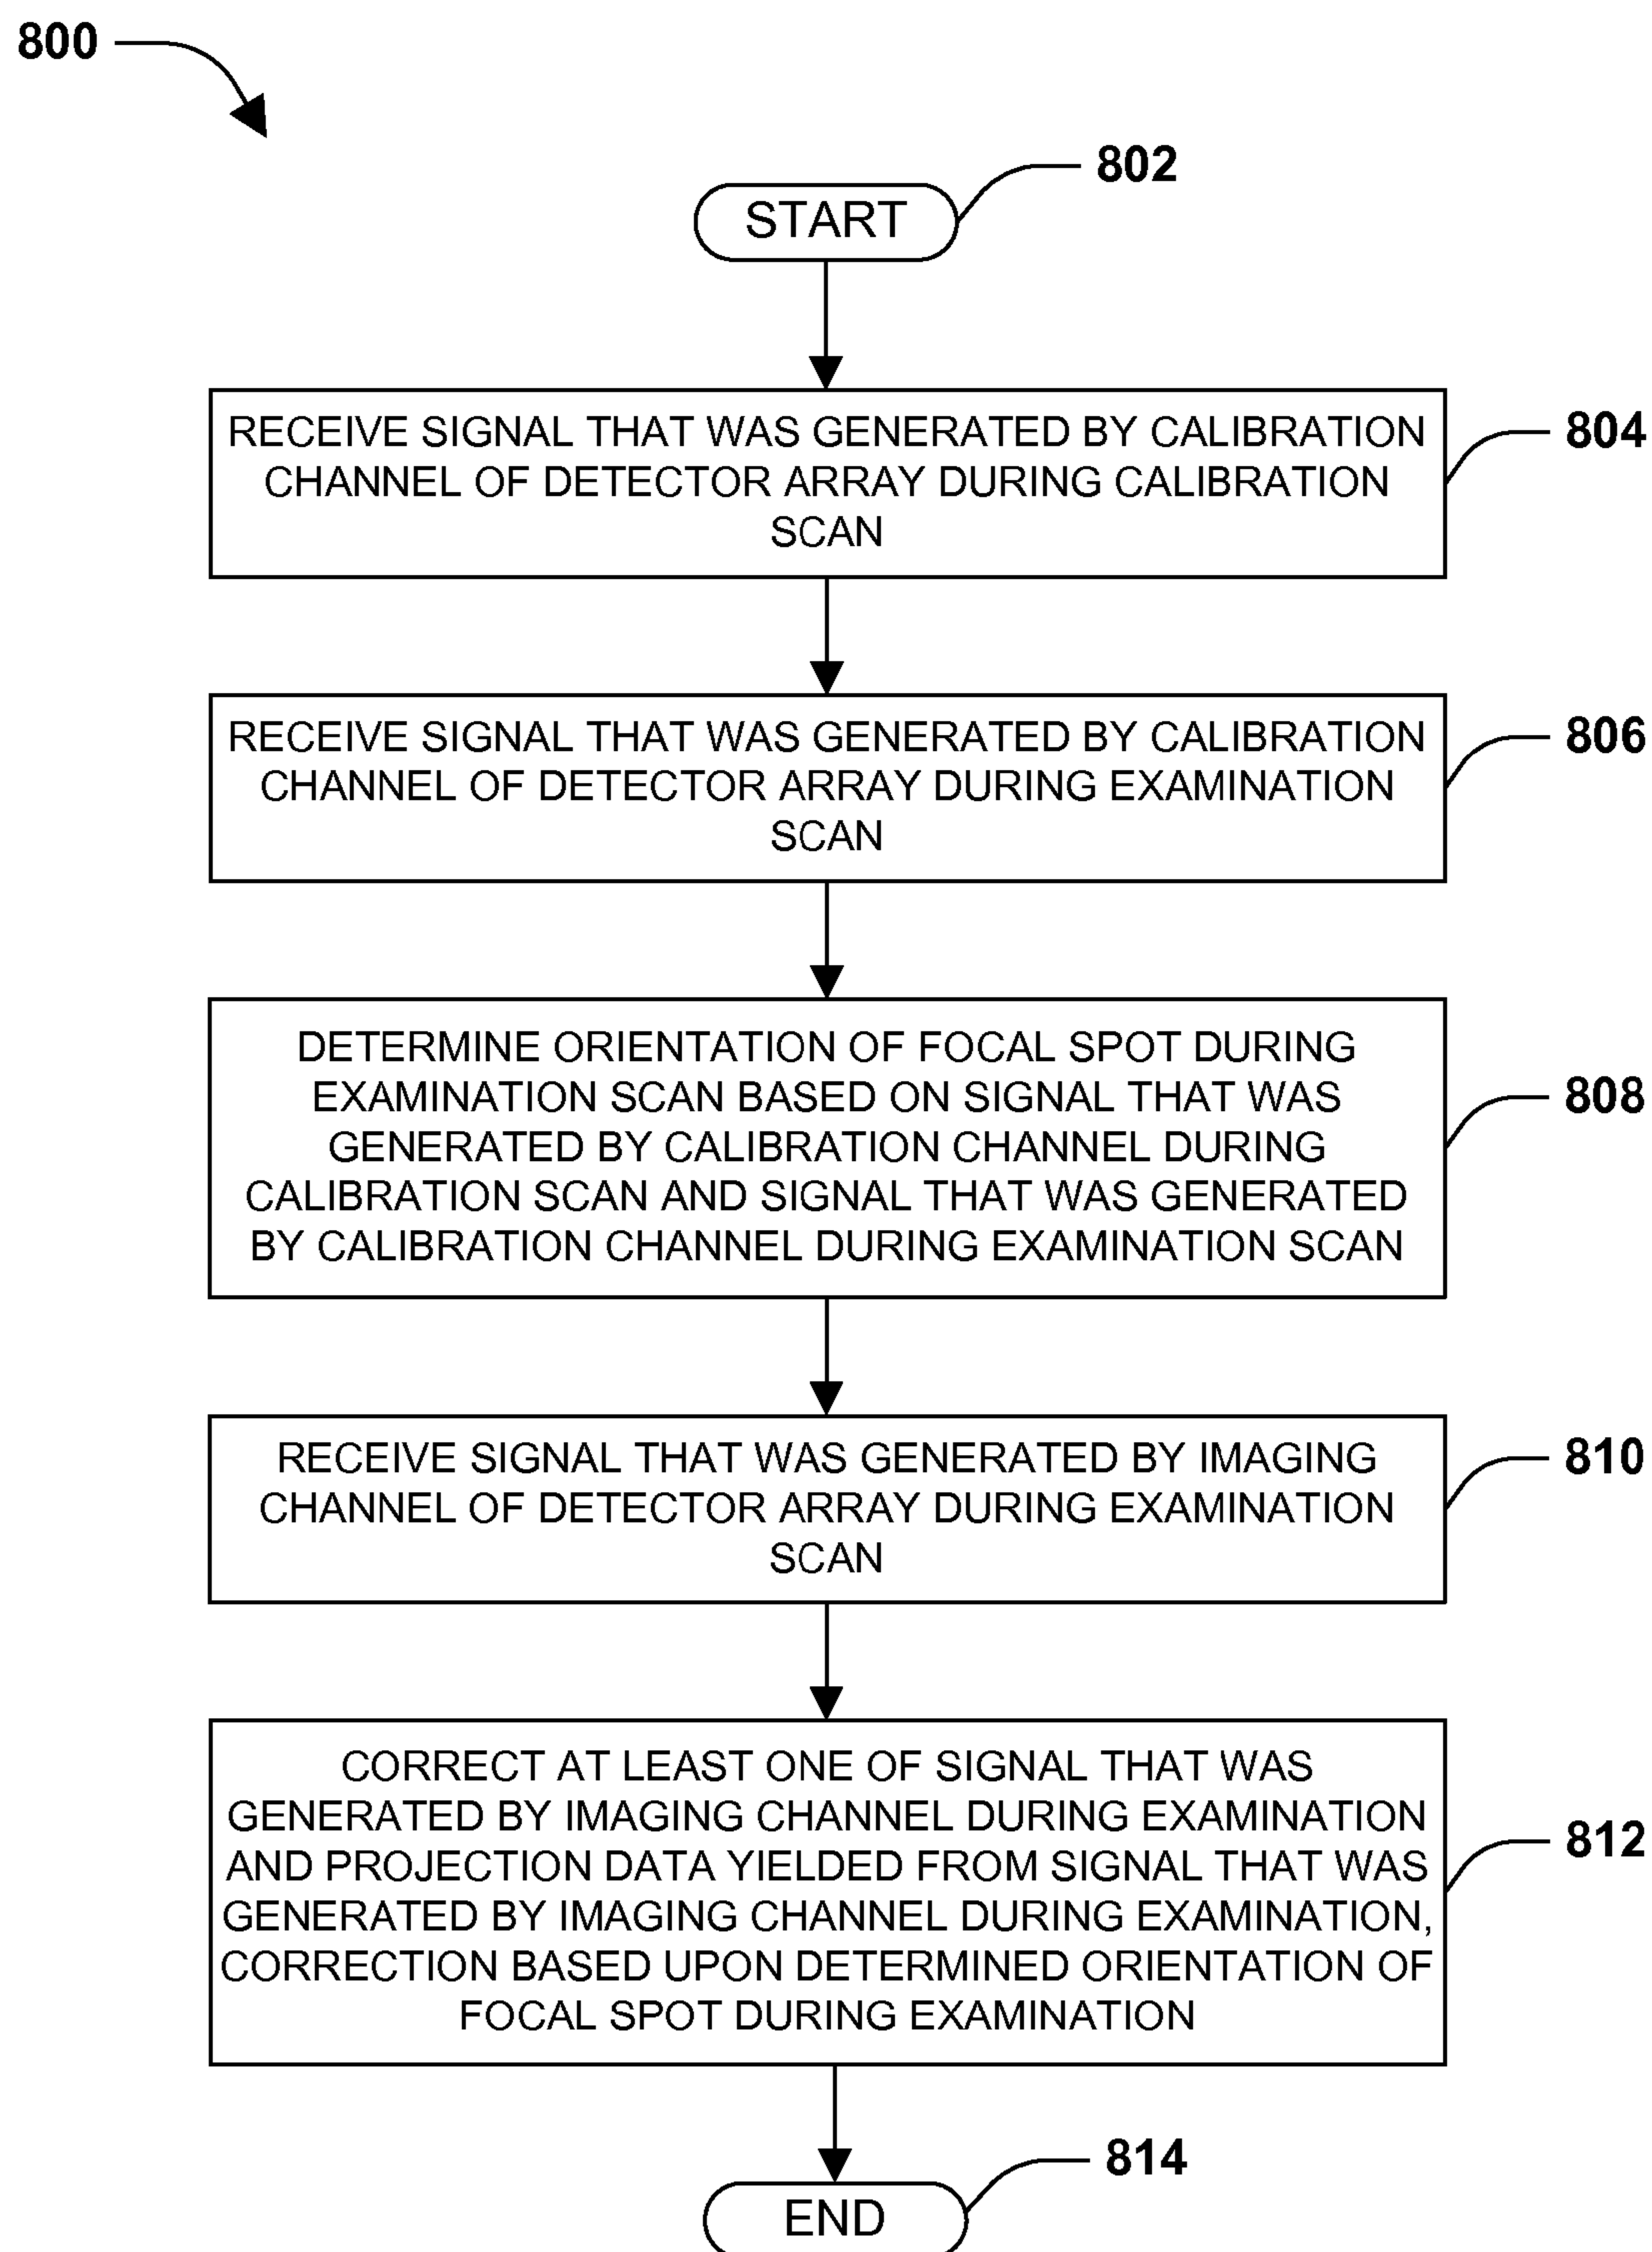 800
802
START
RECEIVE SIGNAL THAT WAS GENERATED BY CALIBRATION
CHANNEL OF DETECTOR ARRAY DURING CALIBRATION
SCAN
804
RECEIVE SIGNAL THAT WAS GENERATED BY CALIBRATION
CHANNEL OF DETECTOR ARRAY DURING EXAMINATION
SCAN
806
DETERMINE ORIENTATION OF FOCAL SPOT DURING
EXAMINATION SCAN BASED ON SIGNAL THAT WAS
GENERATED BY CALIBRATION CHANNEL DURING
CALIBRATION SCAN AND SIGNAL THAT WAS GENERATED
BY CALIBRATION CHANNEL DURING EXAMINATION SCAN
808
RECEIVE SIGNAL THAT WAS GENERATED BY IMAGING
CHANNEL OF DETECTOR ARRAY DURING EXAMINATION
SCAN
810
CORRECT AT LEAST ONE OF SIGNAL THAT WAS
GENERATED BY IMAGING CHANNEL DURING EXAMINATION
AND PROJECTION DATA YIELDED FROM SIGNAL THAT WAS
GENERATED BY IMAGING CHANNEL DURING EXAMINATION,
CORRECTION BASED UPON DETERMINED ORIENTATION OF
FOCAL SPOT DURING EXAMINATION
812
814
END